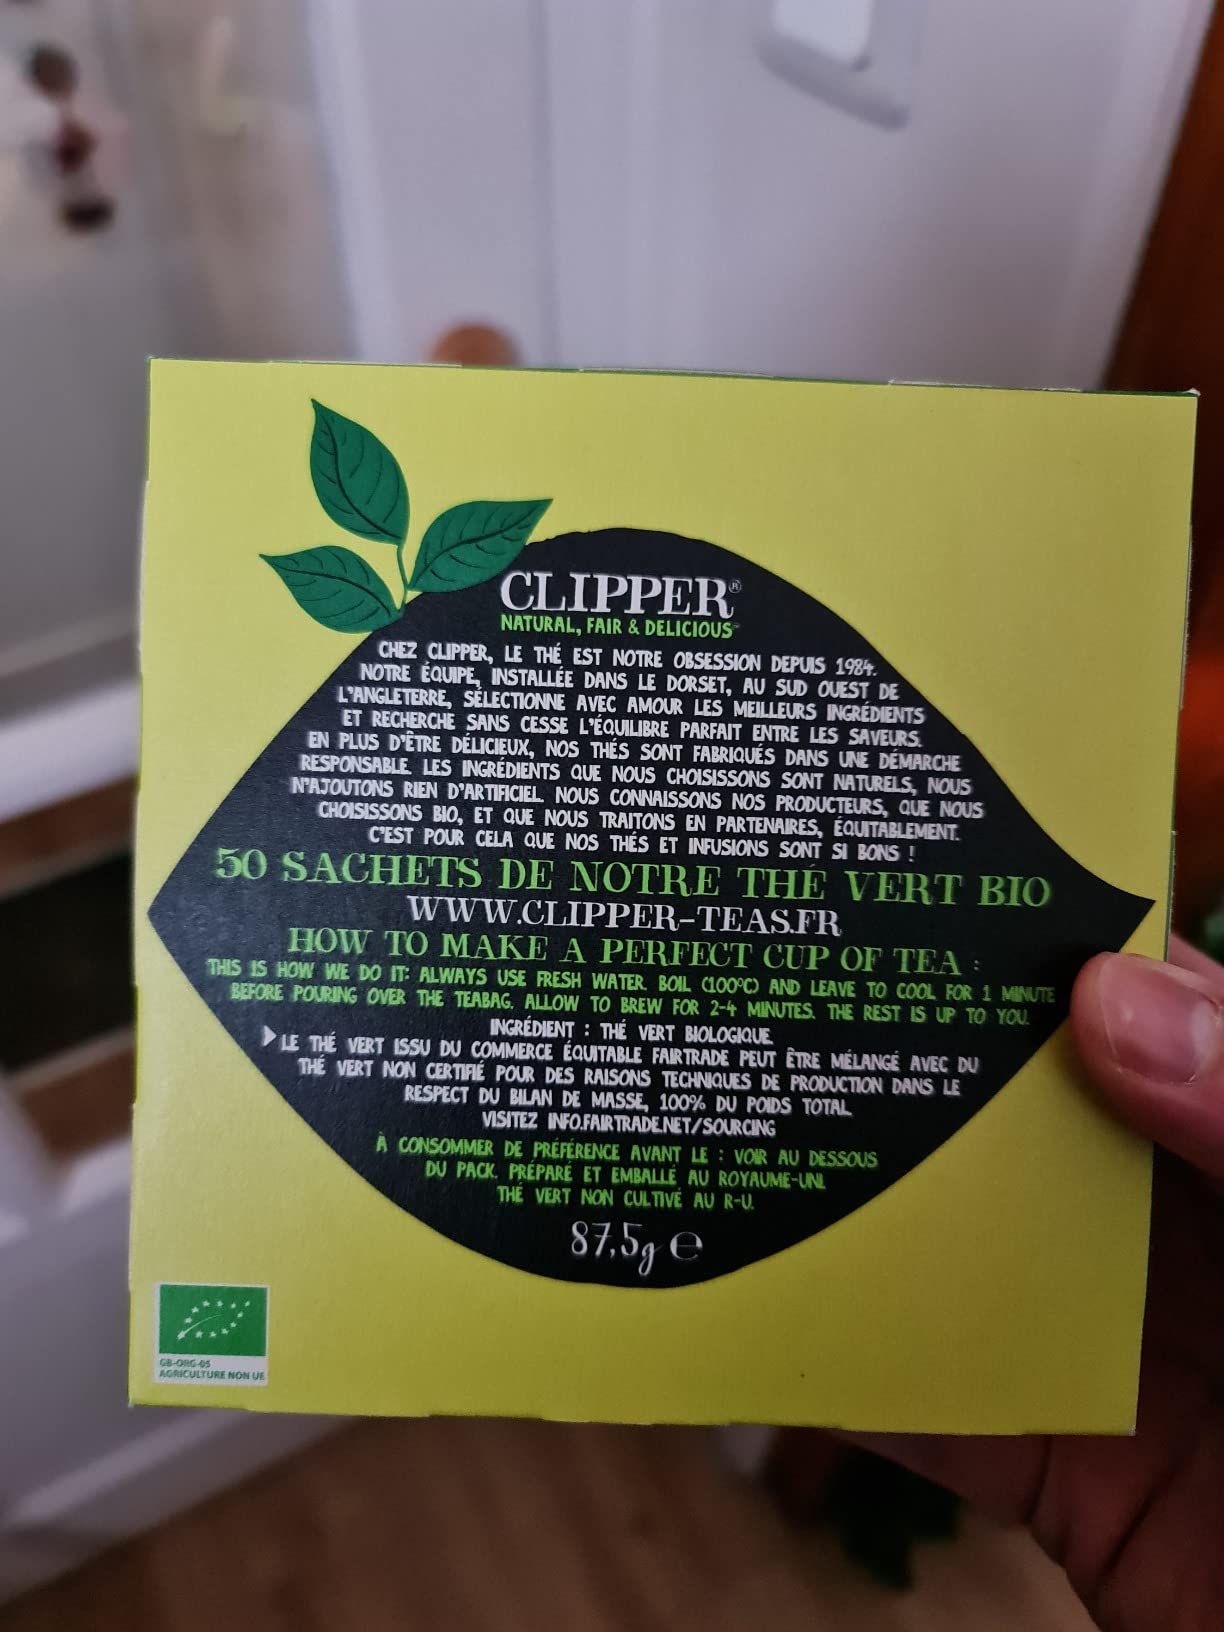 CLIPPER®
NATURAL, FAIR & DELICIOUS™
CHEZ CLIPPER, LE THÉ EST NOTRE OBSESSION DEPUIS 1984.
NOTRE ÉQUIPE, INSTALLÉE DANS LE DORSET, AU SUD OUEST DE
L'ANGLETERRE, SÉLECTIONNE AVEC AMOUR LES MEILLEURS INGRÉDIENTS
ET RECHERCHE SANS CESSE L'ÉQUILIBRE PARFAIT ENTRE LES SAVEURS.
EN PLUS D'ÊTRE DÉLICIEUX, NOS THÉS SONT FABRIQUÉS DANS UNE DÉMARCHE
RESPONSABLE. LES INGRÉDIENTS QUE NOUS CHOISISSONS SONT NATURELS, NOUS
N'AJOUTONS RIEN D'ARTIFICIEL. NOUS CONNAISSONS NOS PRODUCTEURS, QUE NOUS
CHOISISSONS BIO, ET QUE NOUS TRAITONS EN PARTENAIRES, ÉQUITABLEMENT.
C'EST POUR CELA QUE NOS THÉS ET INFUSIONS SONT SI BONS !
50 SACHETS DE NOTRE THÉ VERT BIO
WWW.CLIPPER-TEAS.FR
HOW TO MAKE A PERFECT CUP OF TEA :
THIS IS HOW WE DO IT: ALWAYS USE FRESH WATER. BOIL (100°C) AND LEAVE TO COOL FOR 1 MINUTE
BEFORE POURING OVER THE TEABAG. ALLOW TO BREW FOR 2-4 MINUTES. THE REST IS UP TO YOU.
INGRÉDIENT : THÉ VERT BIOLOGIQUE.
LE THÉ VERT ISSU DU COMMERCE ÉQUITABLE FAIRTRADE PEUT ÊTRE MÉLANGÉ AVEC DU
THÉ VERT NON CERTIFIÉ POUR DES RAISONS TECHNIQUES DE PRODUCTION DANS LE
RESPECT DU BILAN DE MASSE, 100% DU POIDS TOTAL.
VISITEZ INFO.FAIRTRADE.NET/SOURCING
À CONSOMMER DE PRÉFÉRENCE AVANT LE : VOIR AU DESSOUS
DU PACK. PRÉPARÉ ET EMBALLÉ AU ROYAUME-UNI.
THÉ VERT NON CULTIVÉ AU R-U.
87,5g ℮
GB-ORG-05
AGRICULTURE NON UE